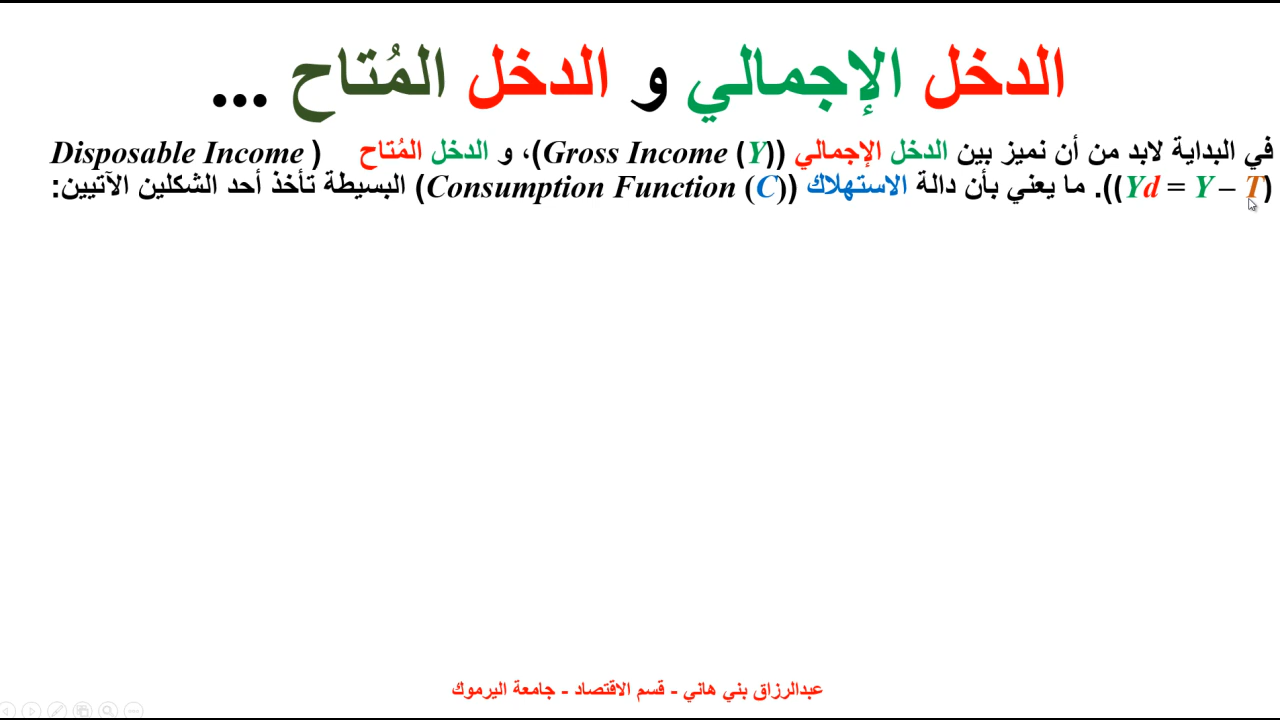 الدخل الإجمالي و الدخل المُتاح ...
في البداية لابد من أن نميز بين الدخل الإجمالي (Gross Income (Y))، و الدخل المُتاح (Disposable Income
(Yd = Y – T)). ما يعني بأن دالة الاستهلاك (Consumption Function (C)) البسيطة تأخذ أحد الشكلين الآتيين:
عبدالرزاق بني هاني - قسم الاقتصاد - جامعة اليرموك